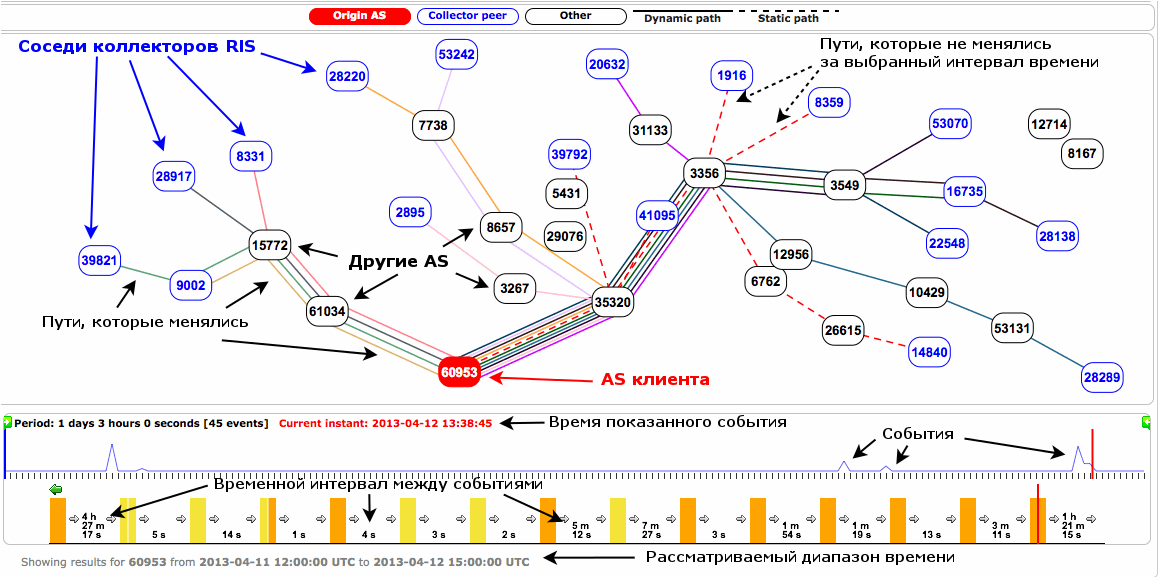 Origin AS
Collector peer
Other
Dynamic path
Static path
Соседи коллекторов RIS
Пути, которые не менялись
за выбранный интервал времени
53242
28220
20632
1916
8359
7738
31133
53070
12714
8167
8331
39792
28917
3356
3549
16735
5431
2895
41095
8657
29076
28138
22548
15772
39821
Другие AS
12956
9002
3267
6762
10429
61034
35320
Пути, которые менялись
26615
53131
14840
60953
AS клиента
28289
Period: 1 days 3 hours 0 seconds [45 events]
Current instant: 2013-04-12 13:38:45
Время показанного события
События
Временной интервал между событиями
4 h
27 m
17 s
5 s
14 s
1 s
4 s
3 s
2 s
5 m
12 s
7 m
27 s
3 s
1 m
54 s
1 m
19 s
3 s
3 m
11 s
1 h
21 m
15 s
Showing results for 60953 from 2013-04-11 12:00:00 UTC to 2013-04-12 15:00:00 UTC
Рассматриваемый диапазон времени